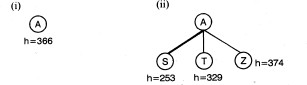 (i)
(ii)
A
h=366
A
S
T
Z
h=374
h=253
h=329